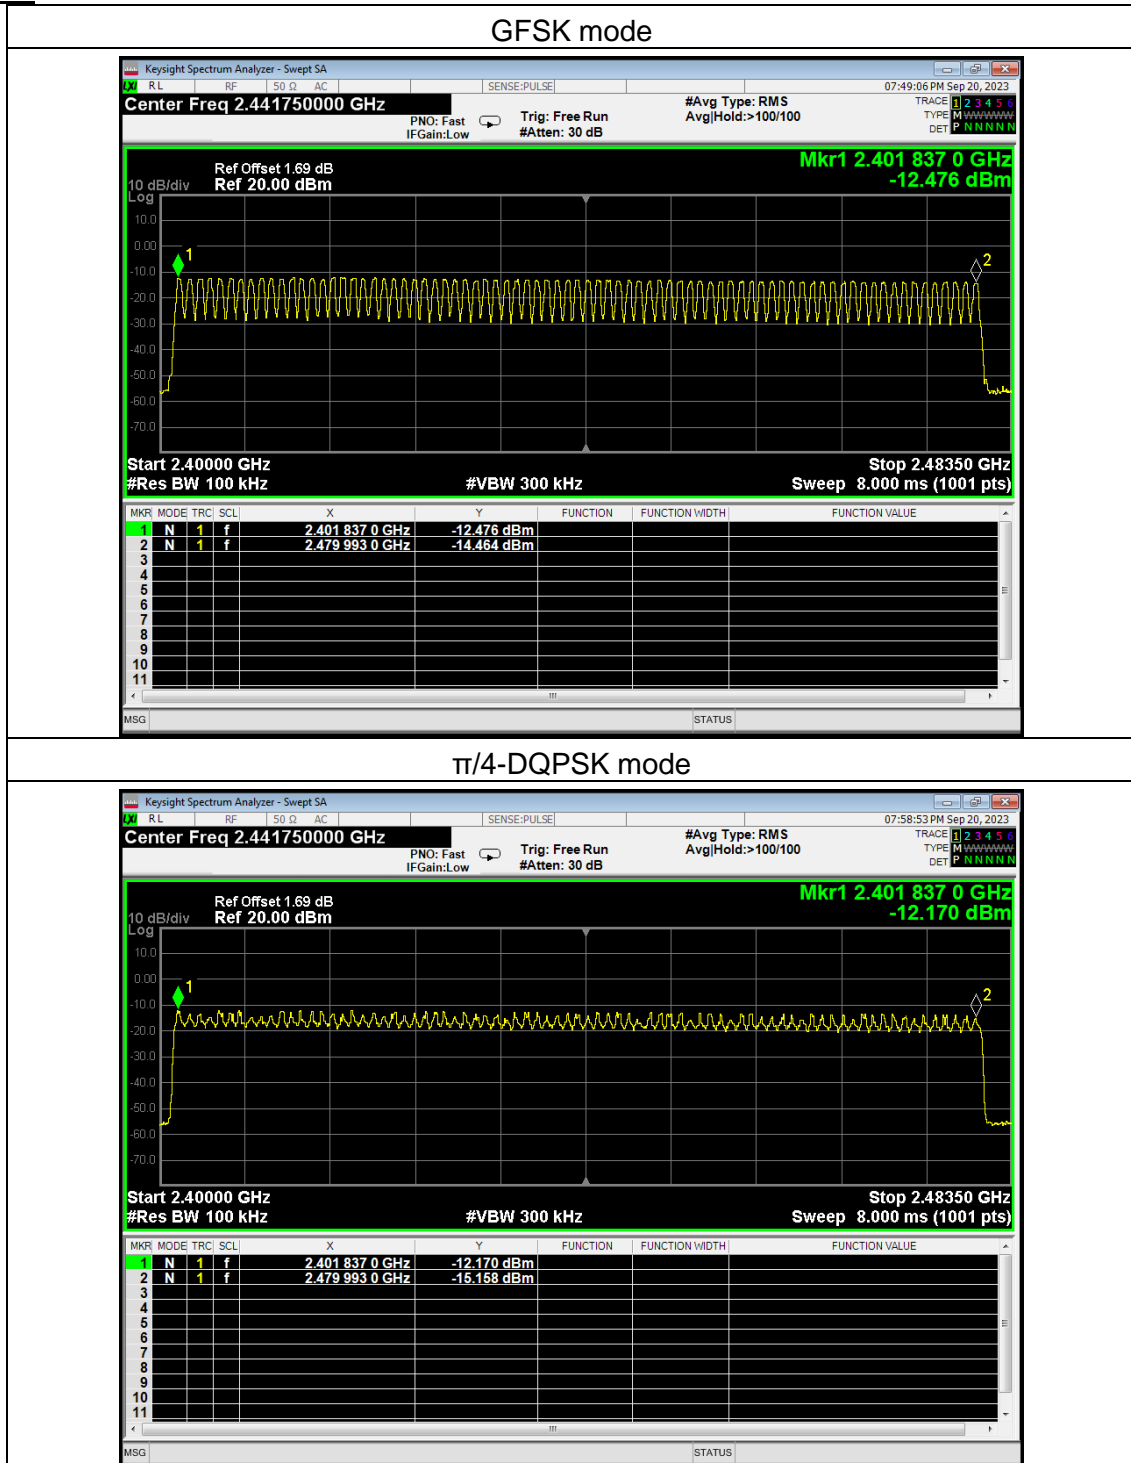 GFSK mode
Keysight Spectrum Analyzer - Swept SA
LXI RL RF 50 Ω AC SENSE:PULSE 07:49:06 PM Sep 20, 2023
Center Freq 2.441750000 GHz #Avg Type: RMS TRACE 1 2 3 4 5 6
PNO: Fast Trig: Free Run Avg|Hold:>100/100 TYPE M WWWWW
IFGain:Low #Atten: 30 dB DET P N N N N N
Mkr1 2.401 837 0 GHz
Ref Offset 1.69 dB
10 dB/div Ref 20.00 dBm -12.476 dBm
Log
10.0
0.00
1
2
-10.0
-20.0
-30.0
-40.0
-50.0
-60.0
-70.0
Start 2.40000 GHz Stop 2.48350 GHz
#Res BW 100 kHz #VBW 300 kHz Sweep 8.000 ms (1001 pts)
MKR MODE TRC SCL X Y FUNCTION FUNCTION WIDTH FUNCTION VALUE
1 N 1 f 2.401 837 0 GHz -12.476 dBm
2 N 1 f 2.479 993 0 GHz -14.464 dBm
3
4
5
6
7
8
9
10
11
MSG STATUS
π/4-DQPSK mode
Keysight Spectrum Analyzer - Swept SA
LXI RL RF 50 Ω AC SENSE:PULSE 07:58:53 PM Sep 20, 2023
Center Freq 2.441750000 GHz #Avg Type: RMS TRACE 1 2 3 4 5 6
PNO: Fast Trig: Free Run Avg|Hold:>100/100 TYPE M WWWWW
IFGain:Low #Atten: 30 dB DET P N N N N N
Mkr1 2.401 837 0 GHz
Ref Offset 1.69 dB
10 dB/div Ref 20.00 dBm -12.170 dBm
Log
10.0
0.00
1
2
-10.0
-20.0
-30.0
-40.0
-50.0
-60.0
-70.0
Start 2.40000 GHz Stop 2.48350 GHz
#Res BW 100 kHz #VBW 300 kHz Sweep 8.000 ms (1001 pts)
MKR MODE TRC SCL X Y FUNCTION FUNCTION WIDTH FUNCTION VALUE
1 N 1 f 2.401 837 0 GHz -12.170 dBm
2 N 1 f 2.479 993 0 GHz -15.158 dBm
3
4
5
6
7
8
9
10
11
MSG STATUS